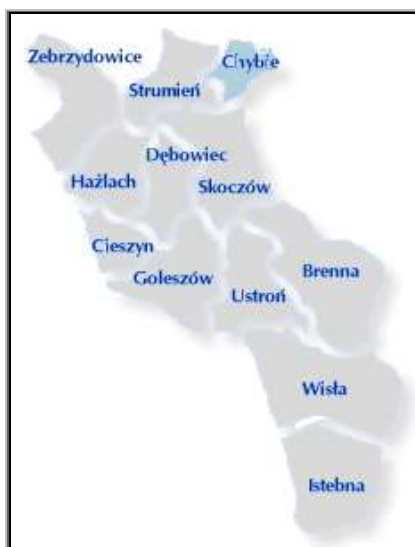 Zebrzydowice
Chybie
Strumień
Dębowiec
Hażlach
Skoczów
Cieszyn
Brenna
Goleszów
Ustroń
Wisła
Istebna